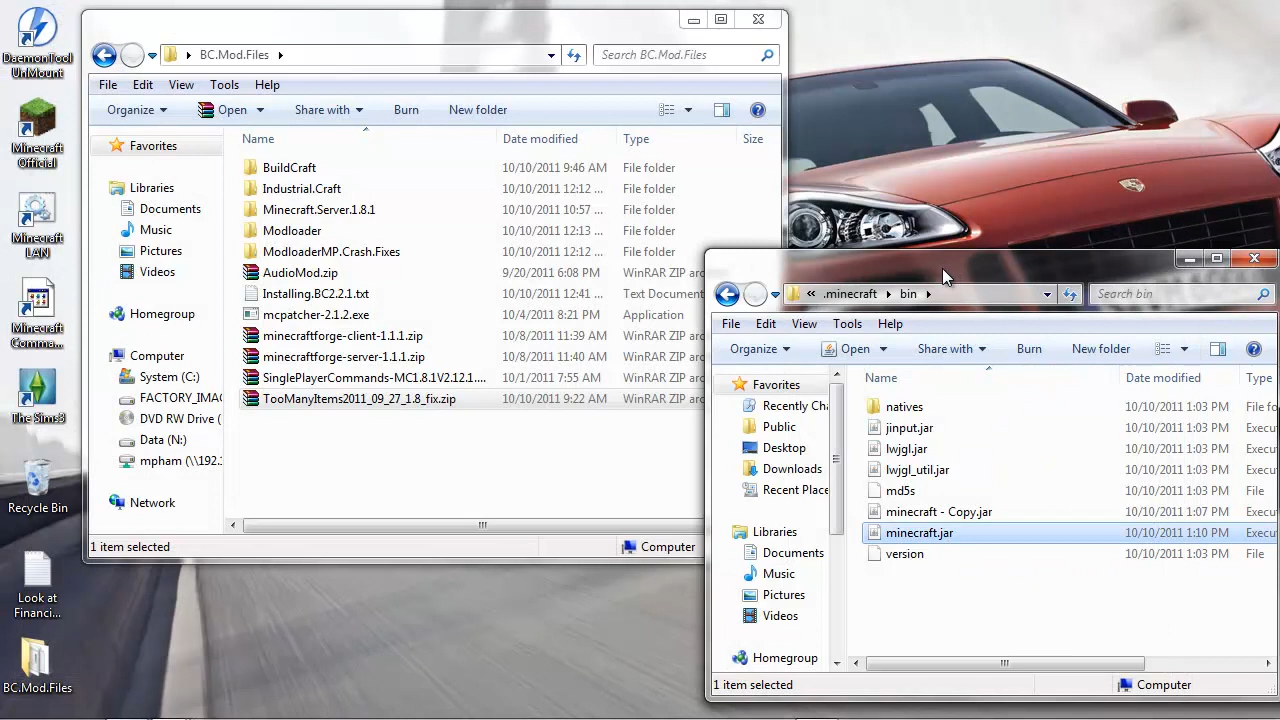 DaemonTool
UnMount
Minecraft
Official
Minecraft
LAN
Minecraft
Comma...
The Sims3
Recycle Bin
Look at
Financi...
BC.Mod.Files
BC.Mod.Files
Search BC.Mod.Files
File Edit View Tools Help
Organize Open Share with Burn New folder
Name Date modified Type Size
Favorites
Libraries
Documents
Music
Pictures
Videos
Homegroup
Computer
System (C:)
FACTORY_IMAG
DVD RW Drive (
Data (N:)
mpham (\\192.
Network
BuildCraft 10/10/2011 9:46 AM File folder
Industrial.Craft 10/10/2011 12:12 ... File folder
Minecraft.Server.1.8.1 10/10/2011 10:57 ... File folder
Modloader 10/10/2011 12:13 ... File folder
ModloaderMP.Crash.Fixes 10/10/2011 12:12 ... File folder
AudioMod.zip 9/20/2011 6:08 PM WinRAR ZIP arc
Installing.BC2.2.1.txt 10/10/2011 12:41 ... Text Document
mcpatcher-2.1.2.exe 10/4/2011 8:21 PM Application
minecraftforge-client-1.1.1.zip 10/8/2011 11:39 AM WinRAR ZIP arc
minecraftforge-server-1.1.1.zip 10/8/2011 11:40 AM WinRAR ZIP arc
SinglePlayerCommands-MC1.8.1V2.12.1.... 10/1/2011 7:55 AM WinRAR ZIP arc
TooManyItems2011_09_27_1.8_fix.zip 10/10/2011 9:22 AM WinRAR ZIP arc
1 item selected Computer
.minecraft bin
Search bin
File Edit View Tools Help
Organize Open Share with Burn New folder
Name Date modified Type
Favorites
Recently Cha
Public
Desktop
Downloads
Recent Place
Libraries
Documents
Music
Pictures
Videos
Homegroup
natives 10/10/2011 1:03 PM File fo
jinput.jar 10/10/2011 1:03 PM Execu
lwjgl.jar 10/10/2011 1:03 PM Execu
lwjgl_util.jar 10/10/2011 1:03 PM Execu
md5s 10/10/2011 1:03 PM File
minecraft - Copy.jar 10/10/2011 1:07 PM Execu
minecraft.jar 10/10/2011 1:10 PM Execu
version 10/10/2011 1:03 PM File
1 item selected Computer